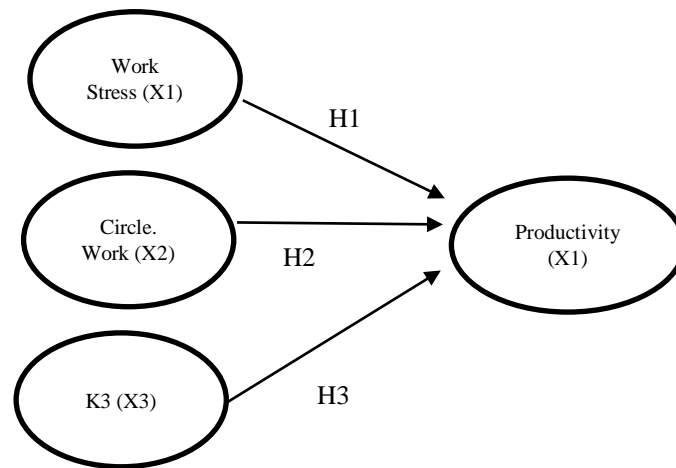 Work
Stress (X1)
H1
Circle.
Work (X2)
H2
Productivity
(X1)
K3 (X3)
H3